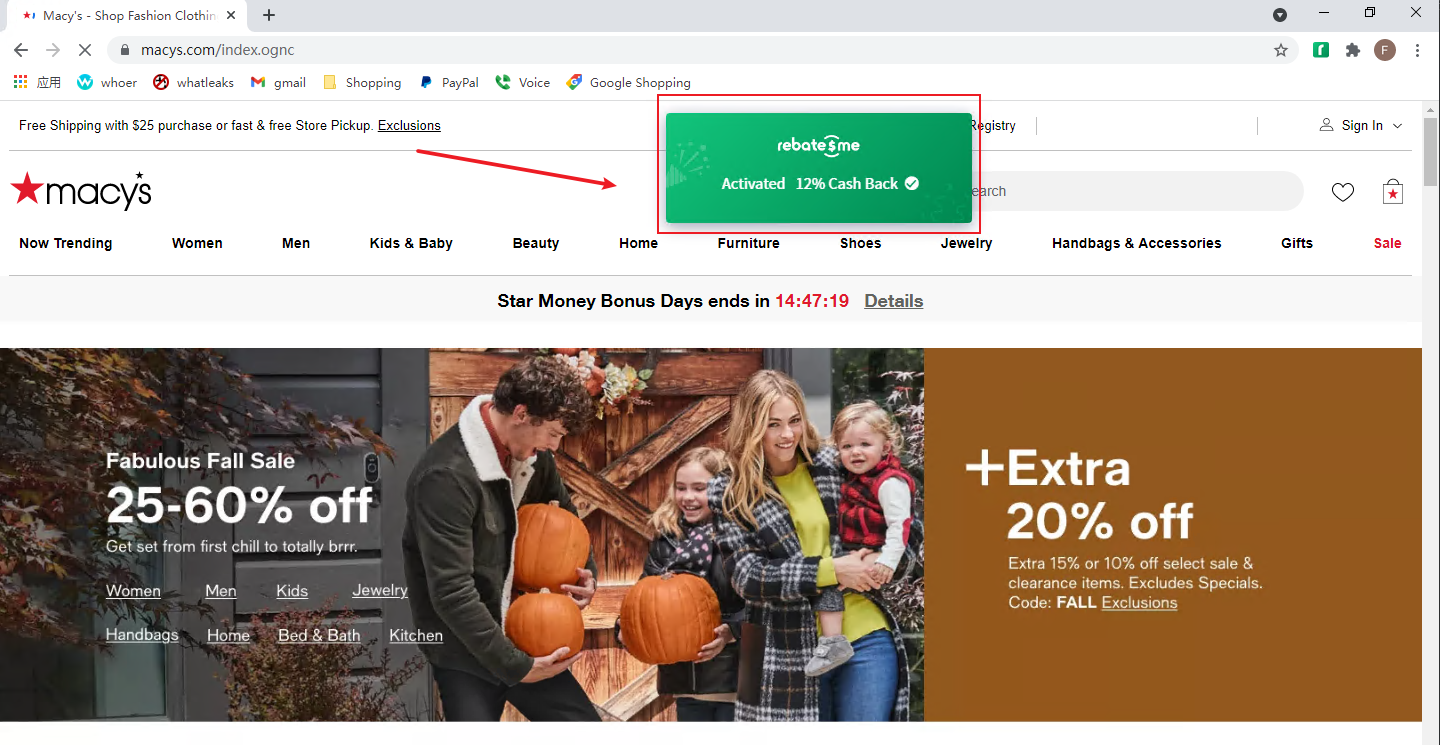 Macy's - Shop Fashion Clothin
macys.com/index.ognc
F
应用 whoer whatleaks gmail Shopping PayPal Voice Google Shopping
Free Shipping with $25 purchase or fast & free Store Pickup. Exclusions
Registry
Sign In
rebatesme
Activated 12% Cash Back
macy's
earch
Now Trending Women Men Kids & Baby Beauty Home Furniture Shoes Jewelry Handbags & Accessories Gifts Sale
Star Money Bonus Days ends in 14:47:19 Details
Fabulous Fall Sale
25-60% off
Get set from first chill to totally brrr.
Women Men Kids Jewelry
Handbags Home Bed & Bath Kitchen
+Extra
20% off
Extra 15% or 10% off select sale &
clearance items. Excludes Specials.
Code: FALL Exclusions